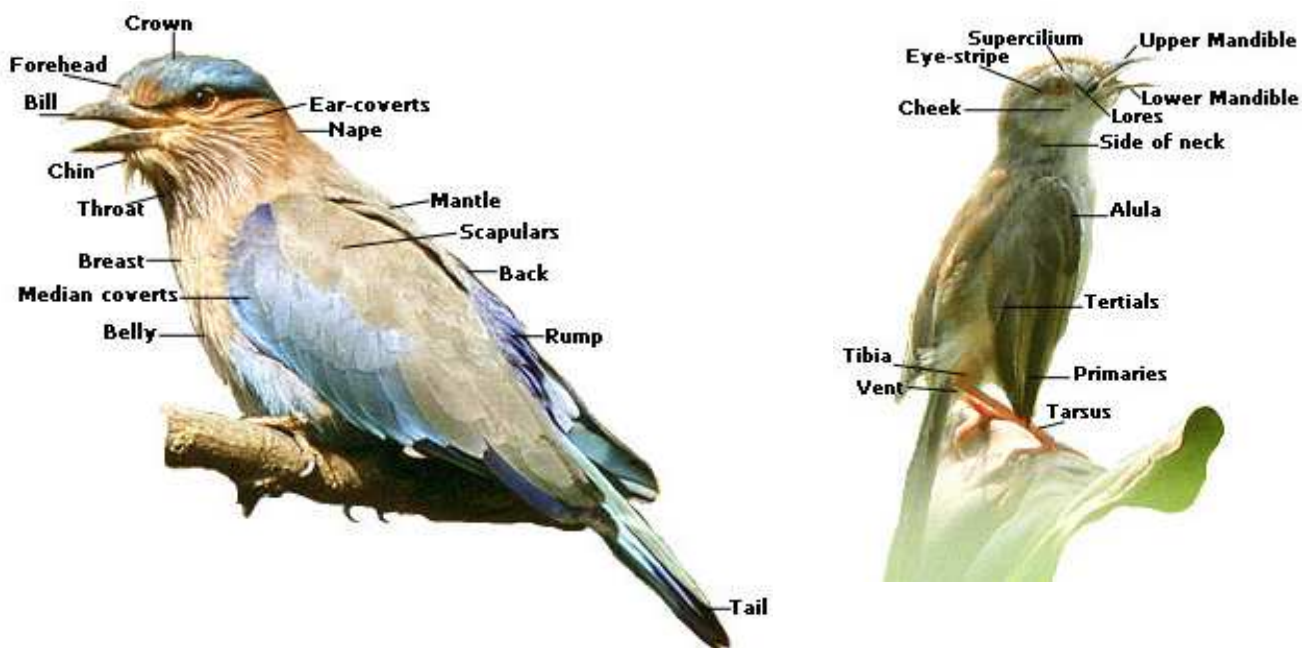 Crown
Forehead
Bill
Ear-coverts
Nape
Chin
Throat
Mantle
Scapulars
Breast
Back
Median coverts
Belly
Rump
Tail
Supercilium
Upper Mandible
Eye-stripe
Lower Mandible
Cheek
Lores
Side of neck
Alula
Tertials
Tibia
Primaries
Vent
Tarsus